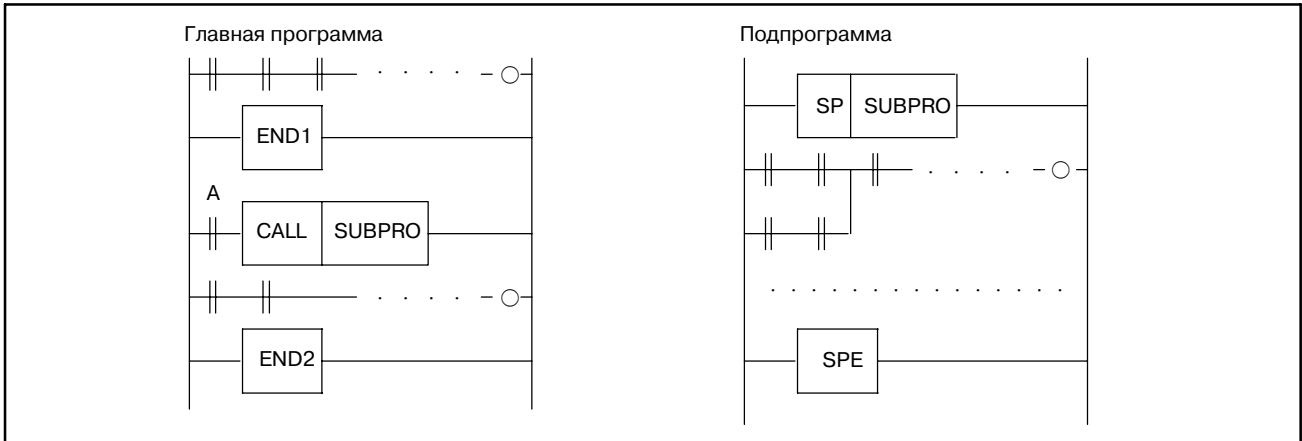 Главная программа
END1
A
CALL SUBPRO
END2
Подпрограмма
SP SUBPRO
SPE